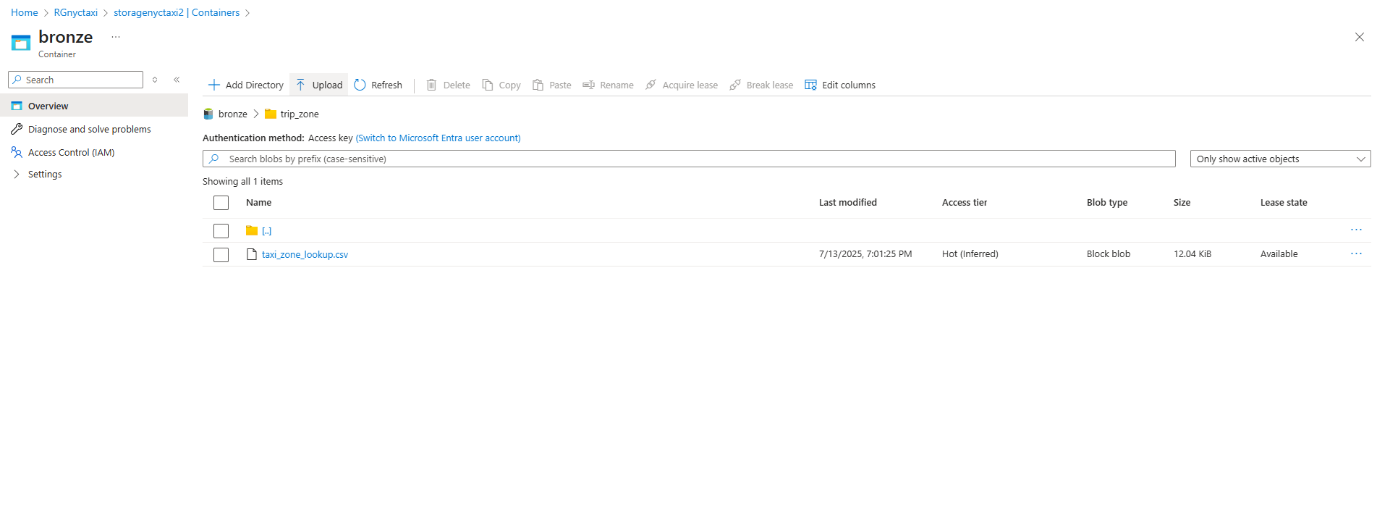 Home > RGnyctaxi > storagenyctaxi2 | Containers >
bronze ...
Container
Search
Overview
Diagnose and solve problems
Access Control (IAM)
Settings
Add Directory Upload Refresh Delete Copy Paste Rename Acquire lease Break lease Edit columns
bronze > trip_zone
Authentication method: Access key (Switch to Microsoft Entra user account)
Search blobs by prefix (case-sensitive) Only show active objects
Showing all 1 items
Name Last modified Access tier Blob type Size Lease state
[..] ...
taxi_zone_lookup.csv 7/13/2025, 7:01:25 PM Hot (Inferred) Block blob 12.04 KiB Available ...